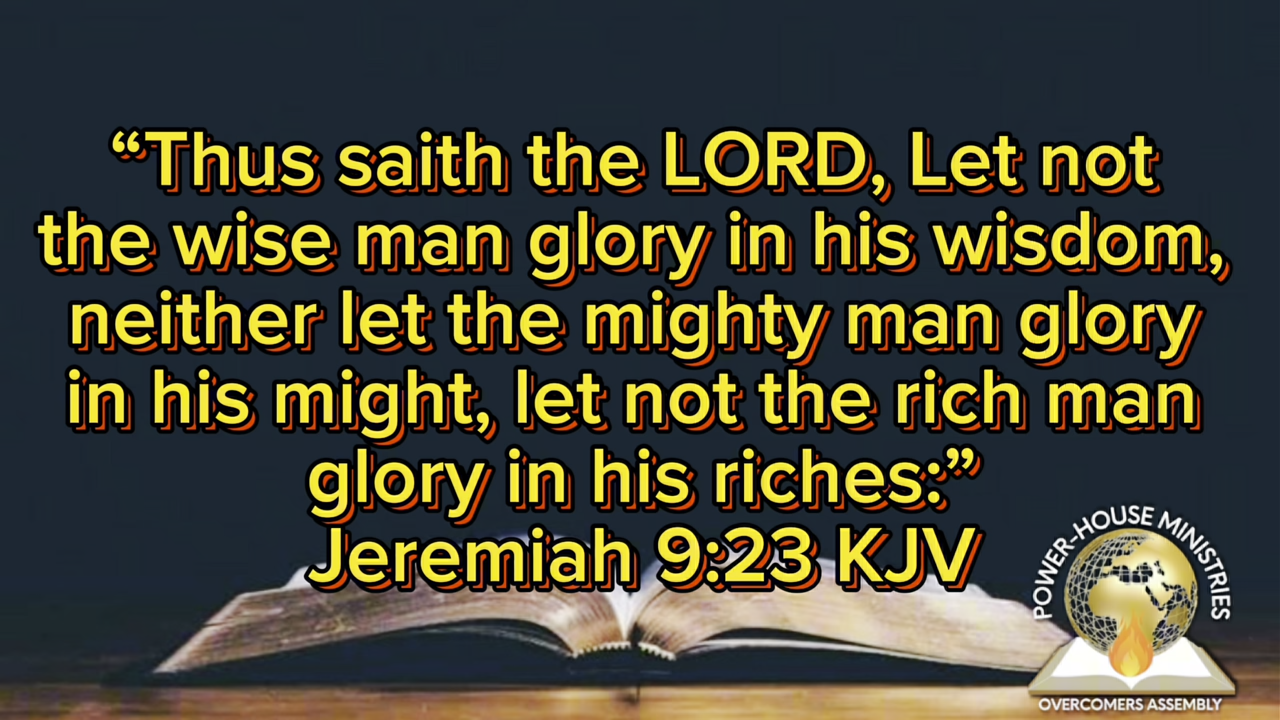 “Thus saith the LORD, Let not
the wise man glory in his wisdom,
neither let the mighty man glory
in his might, let not the rich man
glory in his riches:”
Jeremiah 9:23 KJV
POWER-HOUSE MINISTRIES
OVERCOMERS ASSEMBLY